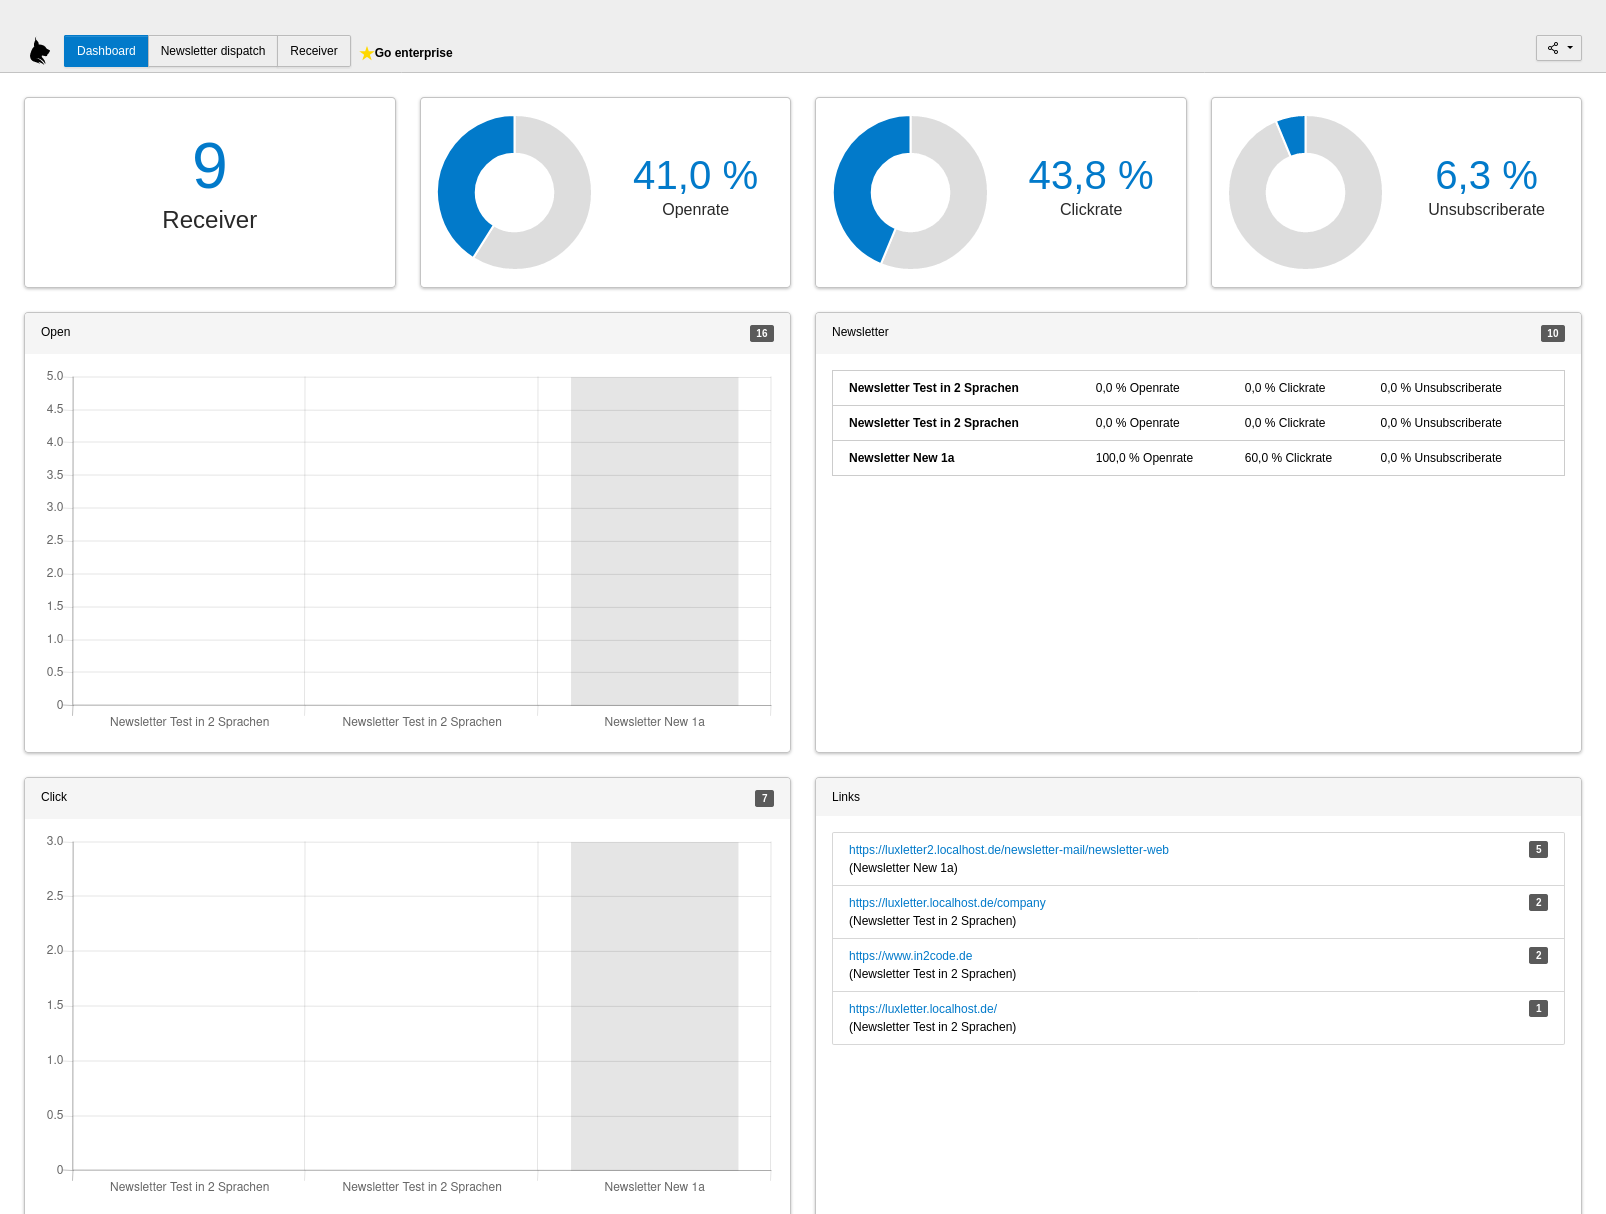 Dashboard Newsletter dispatch Receiver Go enterprise
9
Receiver
41,0 %
Openrate
43,8 %
Clickrate
6,3 %
Unsubscriberate
Open 16
5.0
4.5
4.0
3.5
3.0
2.5
2.0
1.5
1.0
0.5
0
Newsletter Test in 2 Sprachen Newsletter Test in 2 Sprachen Newsletter New 1a
Newsletter 10
Newsletter Test in 2 Sprachen 0,0 % Openrate 0,0 % Clickrate 0,0 % Unsubscriberate
Newsletter Test in 2 Sprachen 0,0 % Openrate 0,0 % Clickrate 0,0 % Unsubscriberate
Newsletter New 1a 100,0 % Openrate 60,0 % Clickrate 0,0 % Unsubscriberate
Click 7
3.0
2.5
2.0
1.5
1.0
0.5
0
Newsletter Test in 2 Sprachen Newsletter Test in 2 Sprachen Newsletter New 1a
Links
https://luxletter2.localhost.de/newsletter-mail/newsletter-web 5
(Newsletter New 1a)
https://luxletter.localhost.de/company 2
(Newsletter Test in 2 Sprachen)
https://www.in2code.de 2
(Newsletter Test in 2 Sprachen)
https://luxletter.localhost.de/ 1
(Newsletter Test in 2 Sprachen)